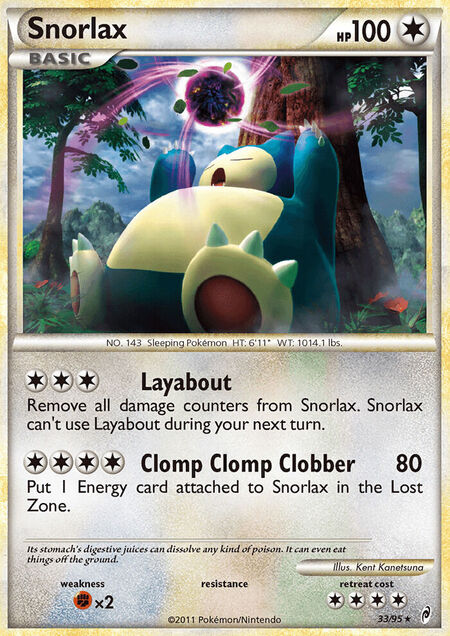 Snorlax HP100
BASIC
NO. 143 Sleeping Pokémon HT: 6'11" WT: 1014.1 lbs.
Layabout
Remove all damage counters from Snorlax. Snorlax
can't use Layabout during your next turn.
Clomp Clomp Clobber 80
Put 1 Energy card attached to Snorlax in the Lost
Zone.
Its stomach's digestive juices can dissolve any kind of poison. It can even eat
things off the ground.
Illus. Kent Kanetsuna
weakness resistance retreat cost
×2
©2011 Pokémon/Nintendo 33/95 ★